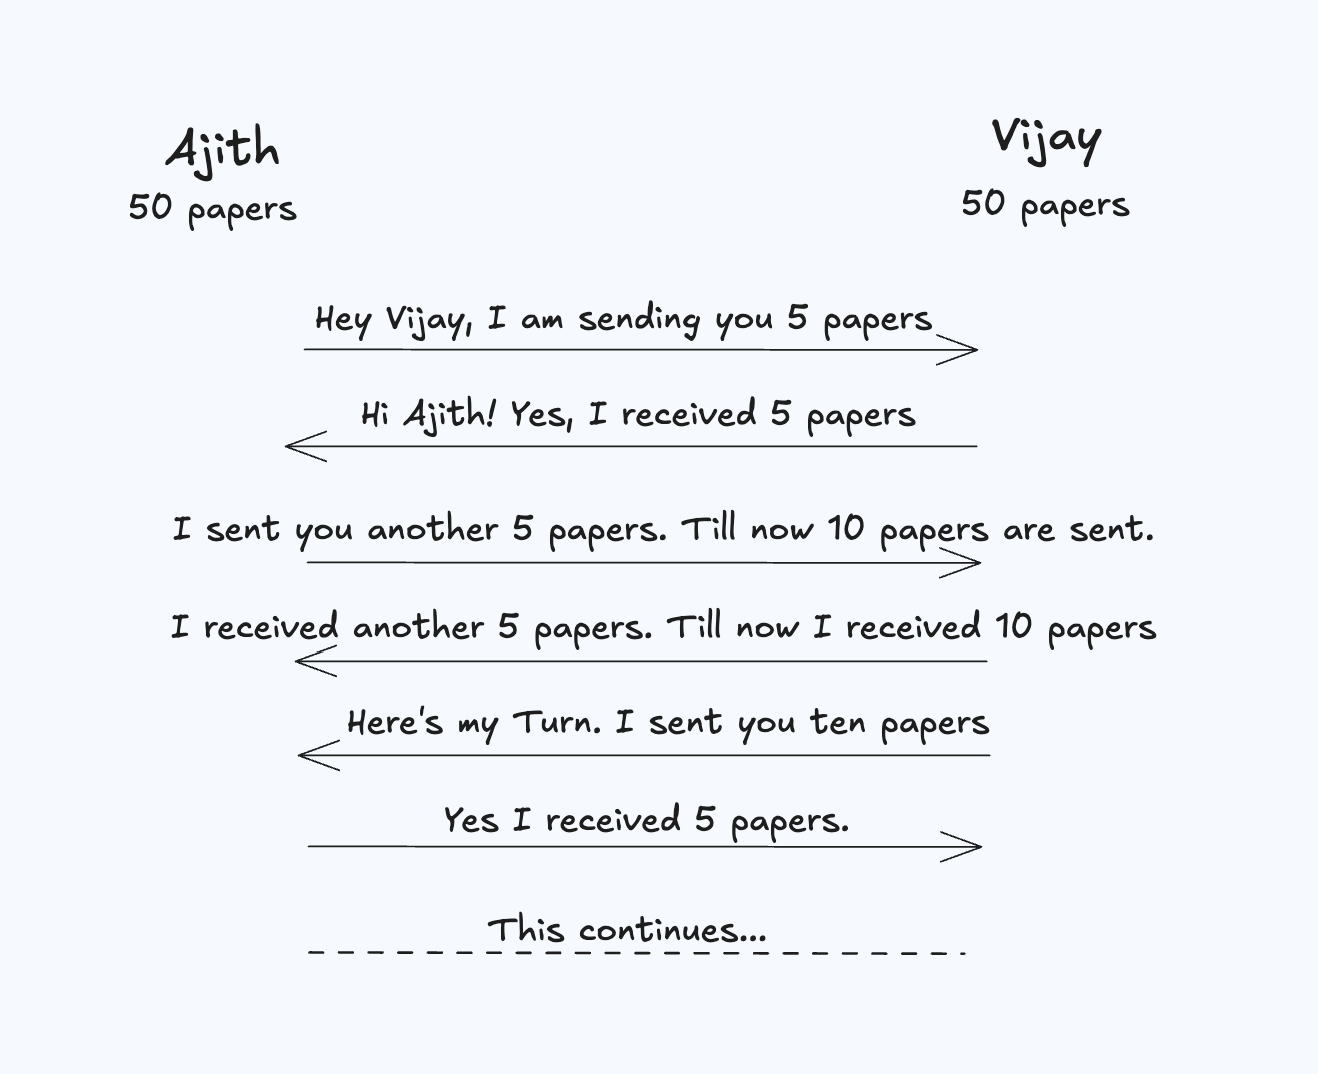 Ajith
Vijay
50 papers
50 papers
Hey Vijay, I am sending you 5 papers
Hi Ajith! Yes, I received 5 papers
I sent you another 5 papers. Till now 10 papers are sent.
I received another 5 papers. Till now I received 10 papers
Here's my Turn. I sent you ten papers
Yes I received 5 papers.
This continues...